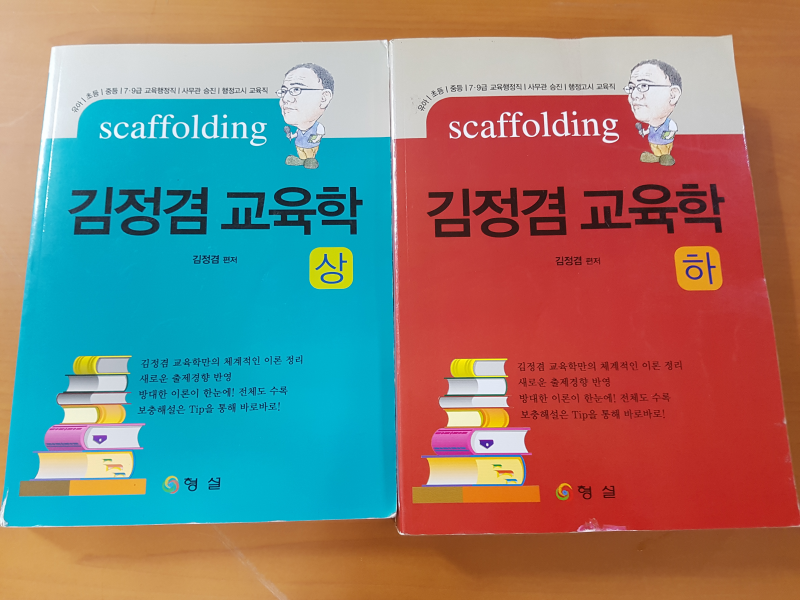 유아 | 초등 | 중등 | 7·9급 교육행정직 | 사무관 승진 | 행정고시 교육직
scaffolding
김정겸 교육학
김정겸 편저
상
김정겸 교육학만의 체계적인 이론 정리
새로운 출제경향 반영
방대한 이론이 한눈에! 전체도 수록
보충해설은 Tip을 통해 바로바로!
형설
유아 | 초등 | 중등 | 7·9급 교육행정직 | 사무관 승진 | 행정고시 교육직
scaffolding
김정겸 교육학
김정겸 편저
하
김정겸 교육학만의 체계적인 이론 정리
새로운 출제경향 반영
방대한 이론이 한눈에! 전체도 수록
보충해설은 Tip을 통해 바로바로!
형설